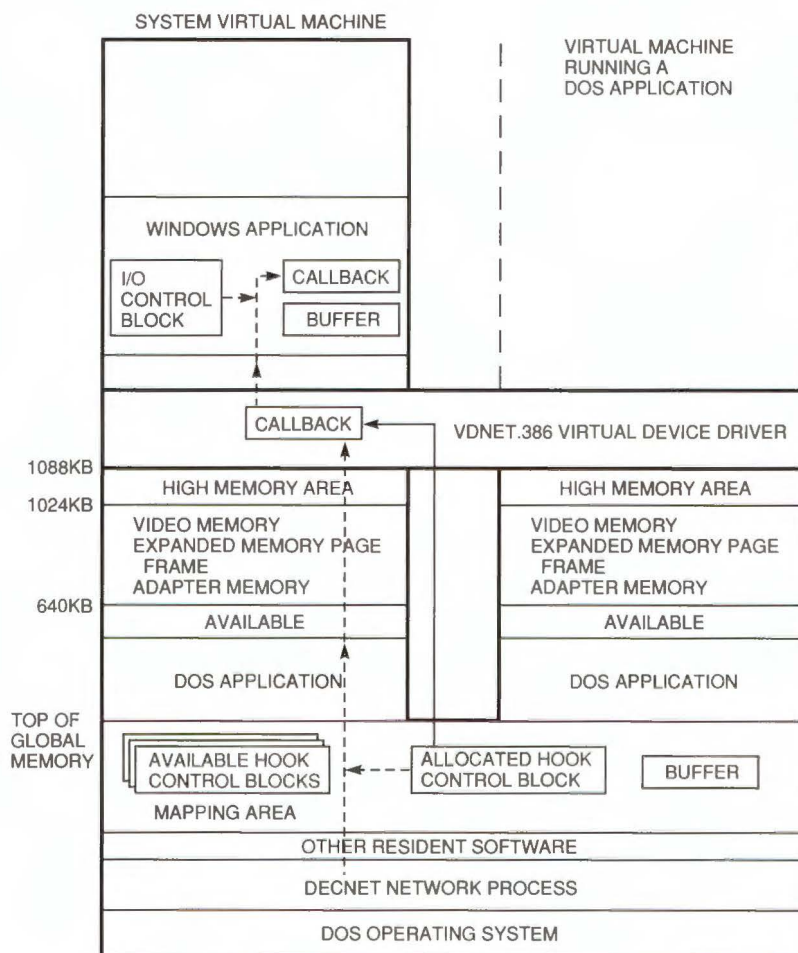 SYSTEM VIRTUAL MACHINE
VIRTUAL MACHINE
RUNNING A
DOS APPLICATION
WINDOWS APPLICATION
I/O
CONTROL
BLOCK
CALLBACK
BUFFER
CALLBACK
VDNET.386 VIRTUAL DEVICE DRIVER
1088KB
HIGH MEMORY AREA
HIGH MEMORY AREA
1024KB
VIDEO MEMORY
EXPANDED MEMORY PAGE
FRAME
ADAPTER MEMORY
VIDEO MEMORY
EXPANDED MEMORY PAGE
FRAME
ADAPTER MEMORY
640KB
AVAILABLE
AVAILABLE
DOS APPLICATION
DOS APPLICATION
TOP OF
GLOBAL
MEMORY
AVAILABLE HOOK
CONTROL BLOCKS
ALLOCATED HOOK
CONTROL BLOCK
BUFFER
MAPPING AREA
OTHER RESIDENT SOFTWARE
DECNET NETWORK PROCESS
DOS OPERATING SYSTEM